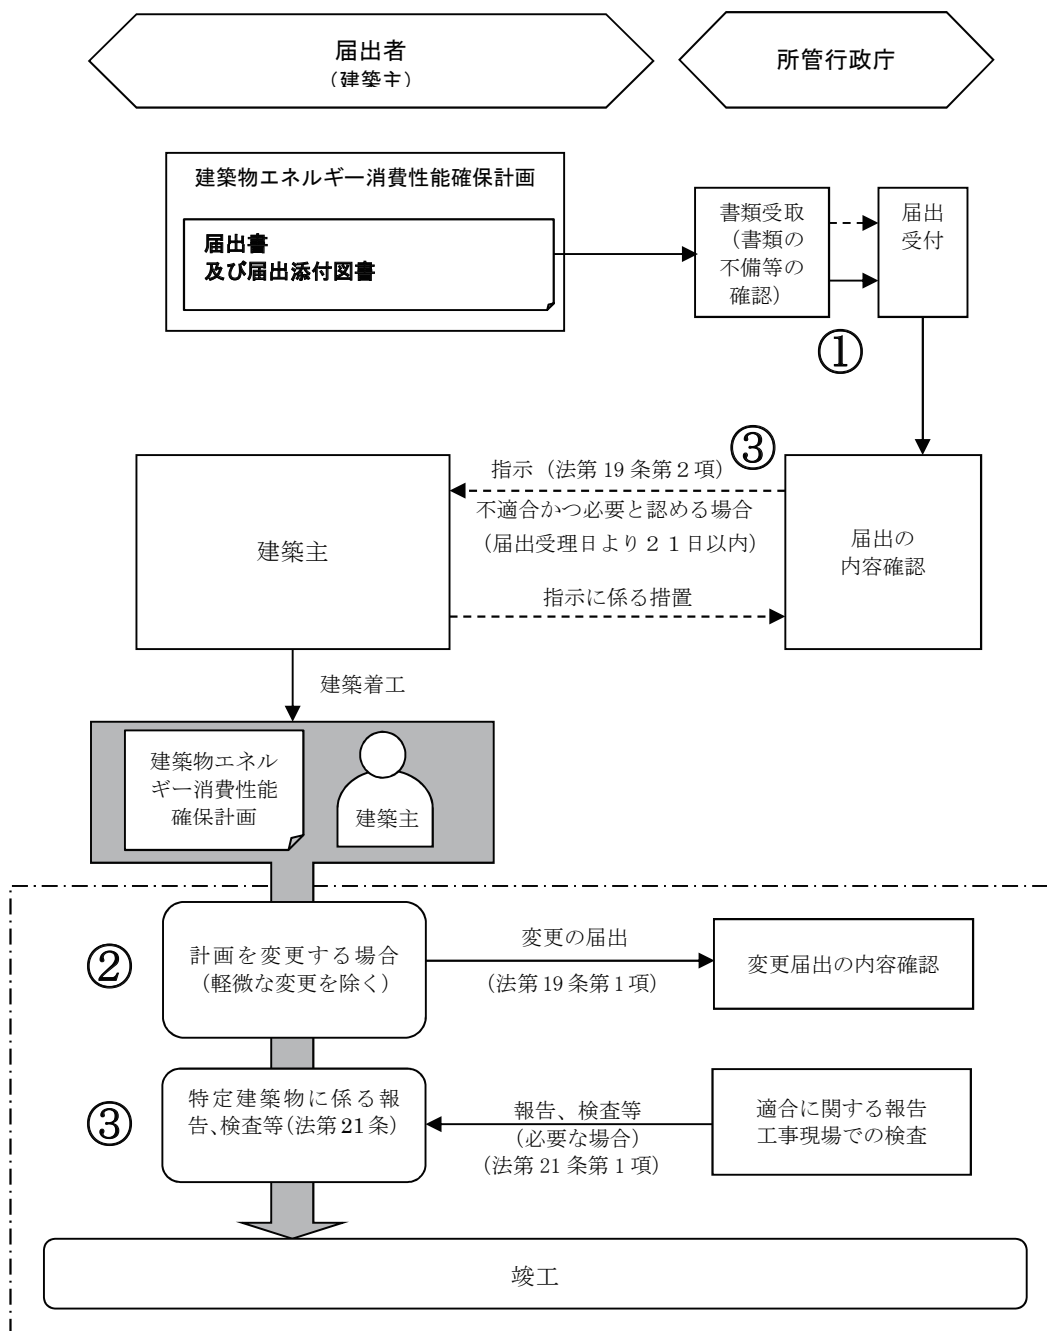 届出者
（建築主）
所管行政庁
建築物エネルギー消費性能確保計画
届出書
及び届出添付図書
書類受取
（書類の
不備等の
確認）
届出
受付
①
③
指示（法第 19 条第２項）
不適合かつ必要と認める場合
（届出受理日より２１日以内）
指示に係る措置
建築主
届出の
内容確認
建築着工
建築物エネル
ギー消費性能
確保計画
建築主
②
計画を変更する場合
（軽微な変更を除く）
変更の届出
（法第 19 条第 1 項）
変更届出の内容確認
③
特定建築物に係る報
告、検査等（法第 21 条）
報告、検査等
（必要な場合）
（法第 21 条第 1 項）
適合に関する報告
工事現場での検査
竣工